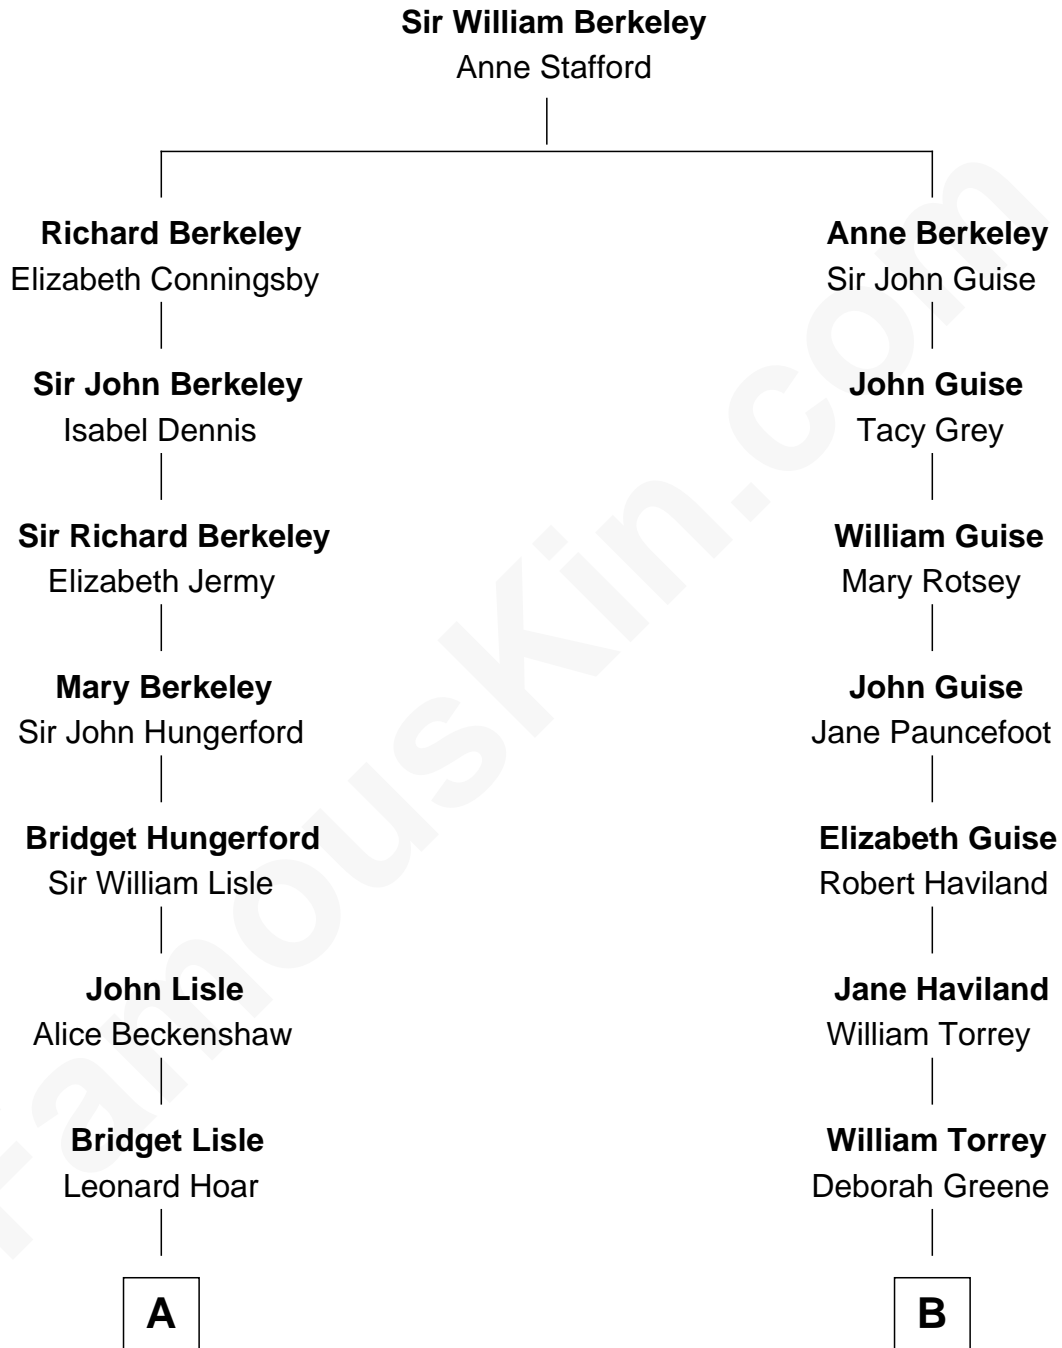 Sir William Berkeley
Anne Stafford
Richard Berkeley
Elizabeth Conningsby
Anne Berkeley
Sir John Guise
Sir John Berkeley
Isabel Dennis
John Guise
Tacy Grey
Sir Richard Berkeley
Elizabeth Jermy
William Guise
Mary Rotsey
Mary Berkeley
Sir John Hungerford
John Guise
Jane Pauncefoot
Bridget Hungerford
Sir William Lisle
Elizabeth Guise
Robert Haviland
John Lisle
Alice Beckenshaw
Jane Haviland
William Torrey
Bridget Lisle
Leonard Hoar
William Torrey
Deborah Greene
A
B
FamousKin.com